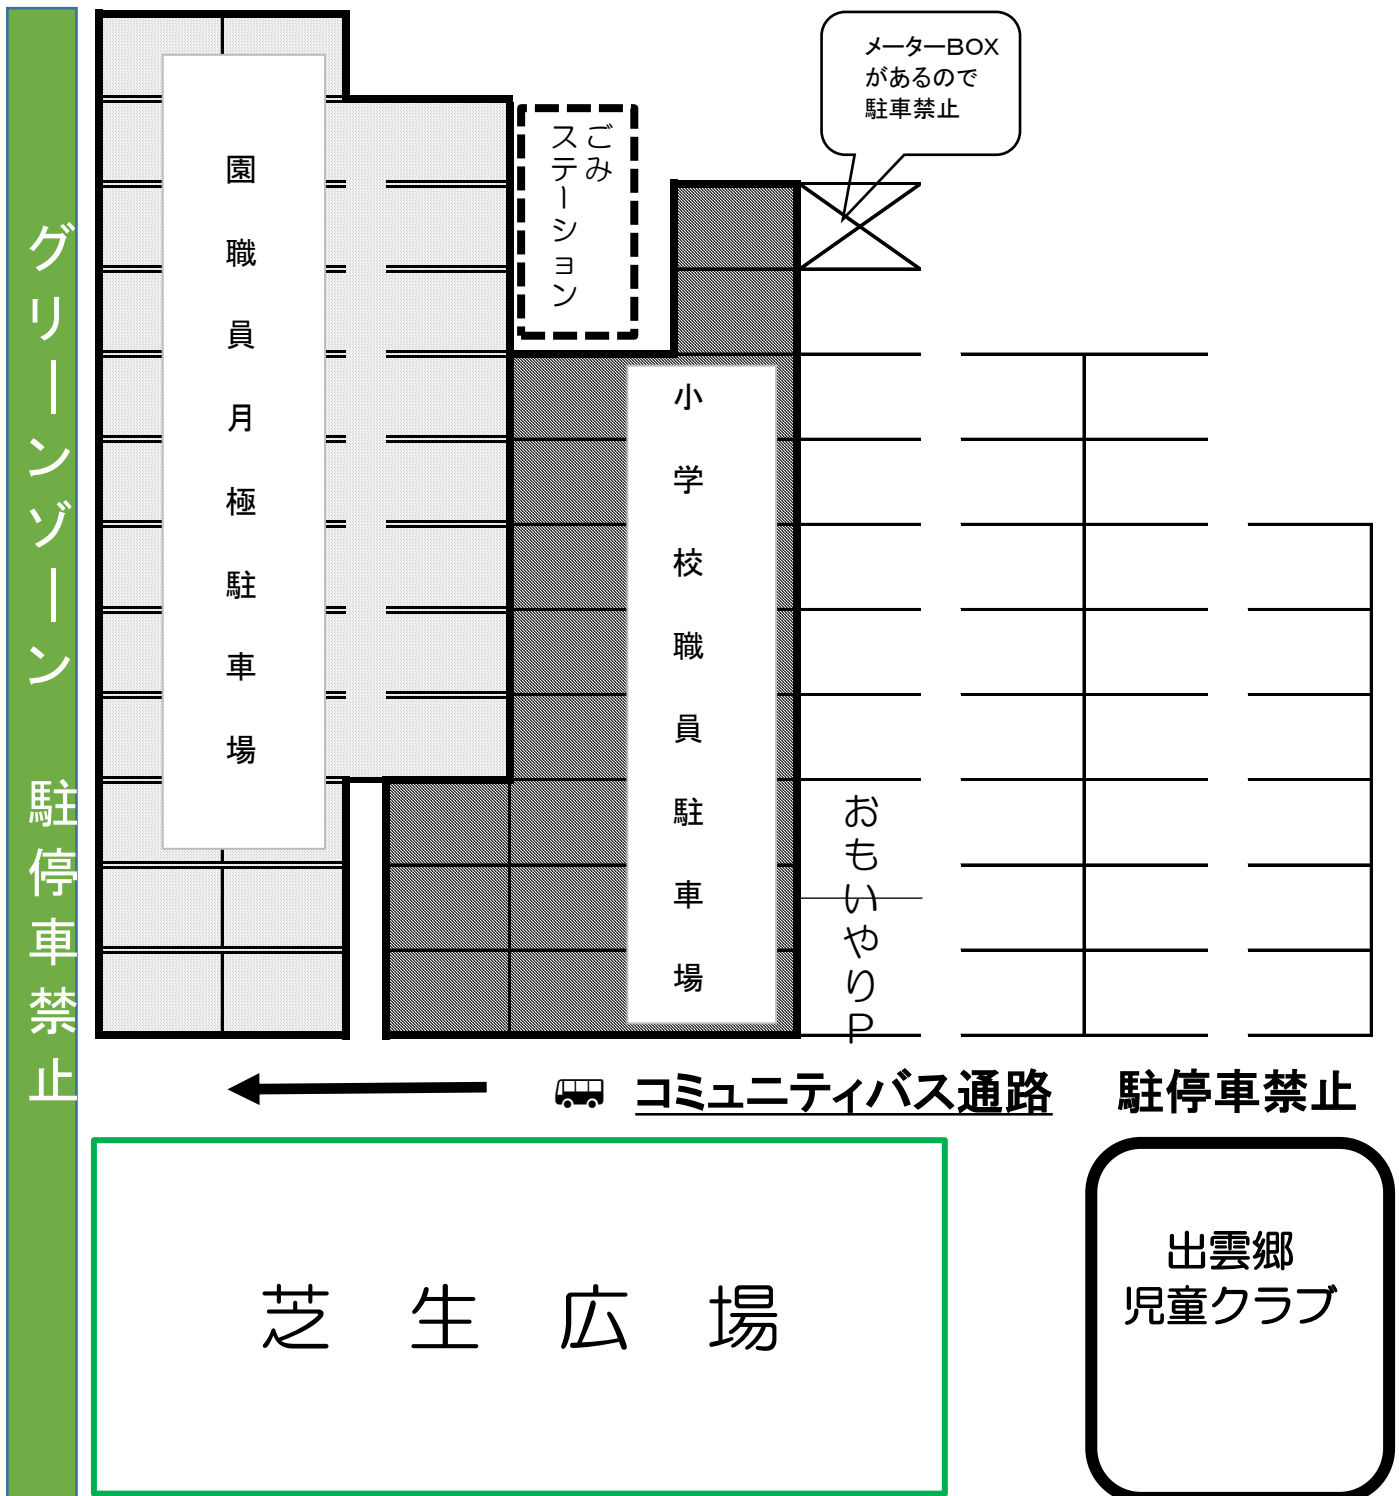 メーターBOX
があるので
駐車禁止
ごみ
ステーション
グリーンゾーン 駐停車禁止
園職員月極駐車場
小学校職員駐車場
おもいやりP
コミュニティバス通路 駐停車禁止
芝生広場
出雲郷
児童クラブ